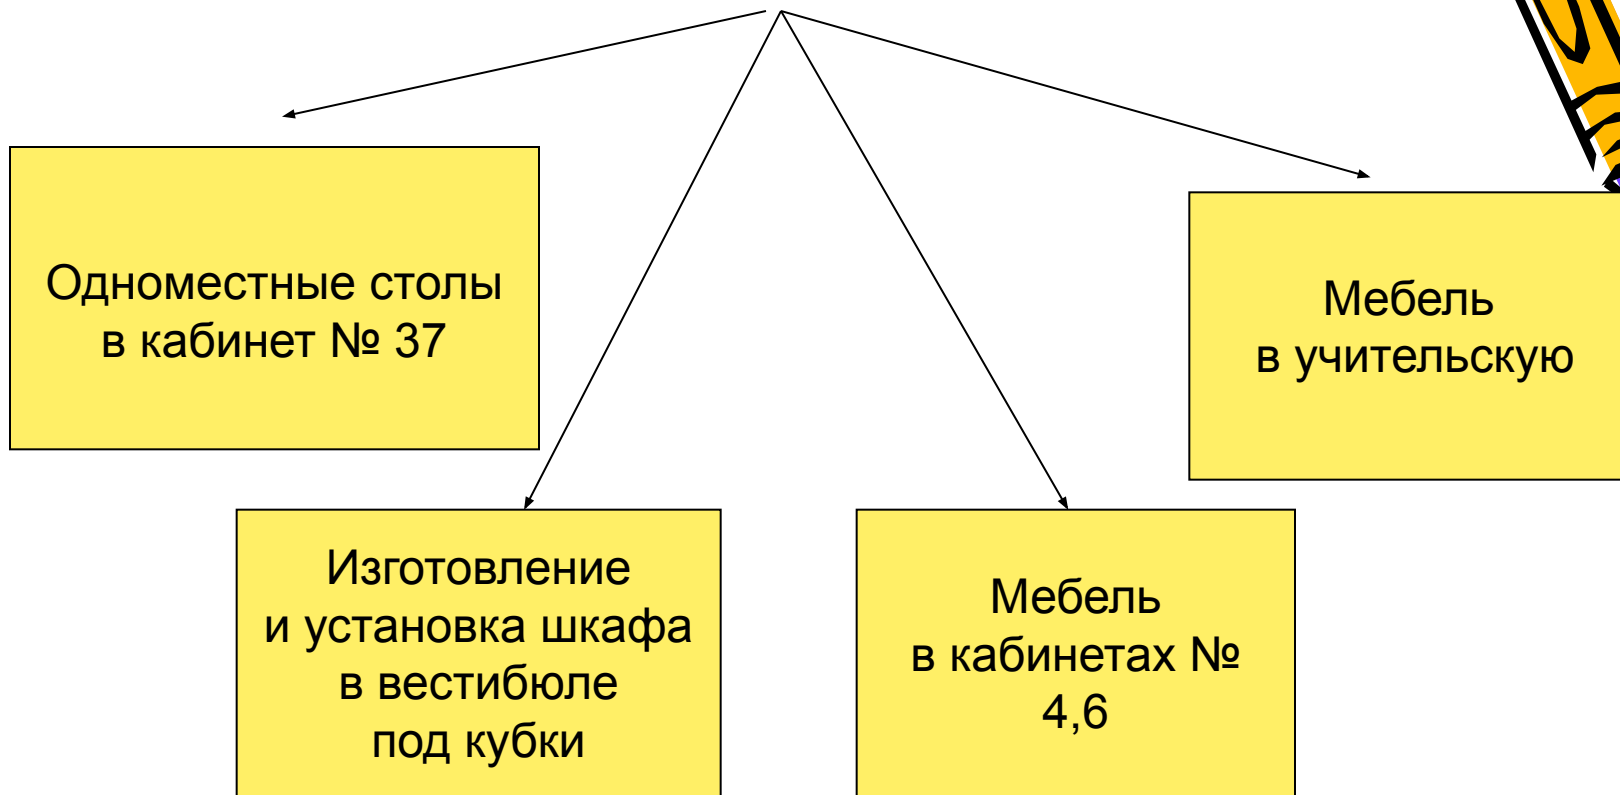 Одноместные столы
в кабинет № 37
Мебель
в учительскую
Изготовление
и установка шкафа
в вестибюле
под кубки
Мебель
в кабинетах №
4,6